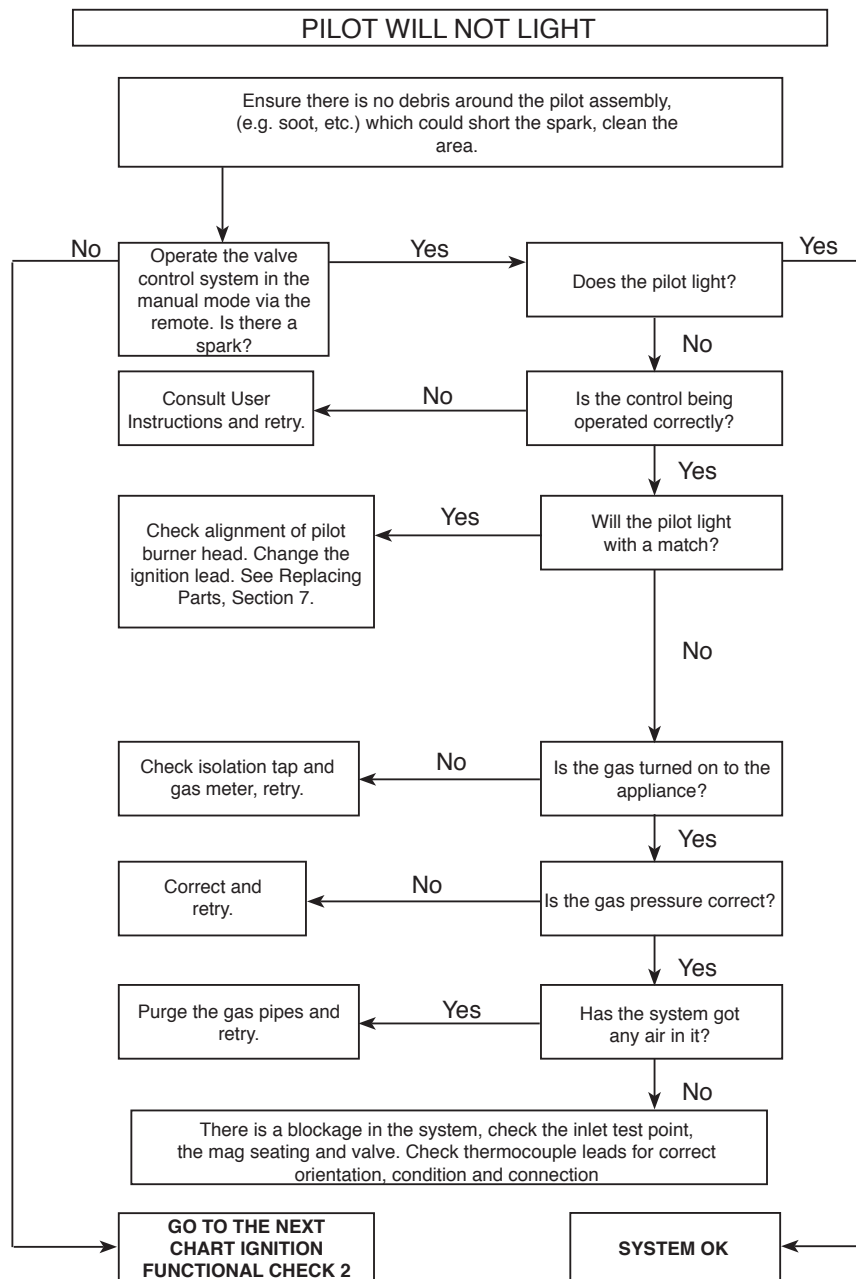 PILOT WILL NOT LIGHT
Ensure there is no debris around the pilot assembly,
(e.g. soot, etc.) which could short the spark, clean the
area.
No
Operate the valve
control system in the
manual mode via the
remote. Is there a
spark?
Yes
Does the pilot light?
Yes
No
Consult User
Instructions and retry.
No
Is the control being
operated correctly?
Yes
Check alignment of pilot
burner head. Change the
ignition lead. See Replacing
Parts, Section 7.
Yes
Will the pilot light
with a match?
No
Check isolation tap and
gas meter, retry.
No
Is the gas turned on to the
appliance?
Yes
Correct and
retry.
No
Is the gas pressure correct?
Yes
Purge the gas pipes and
retry.
Yes
Has the system got
any air in it?
No
There is a blockage in the system, check the inlet test point,
the mag seating and valve. Check thermocouple leads for correct
orientation, condition and connection
GO TO THE NEXT
CHART IGNITION
FUNCTIONAL CHECK 2
SYSTEM OK